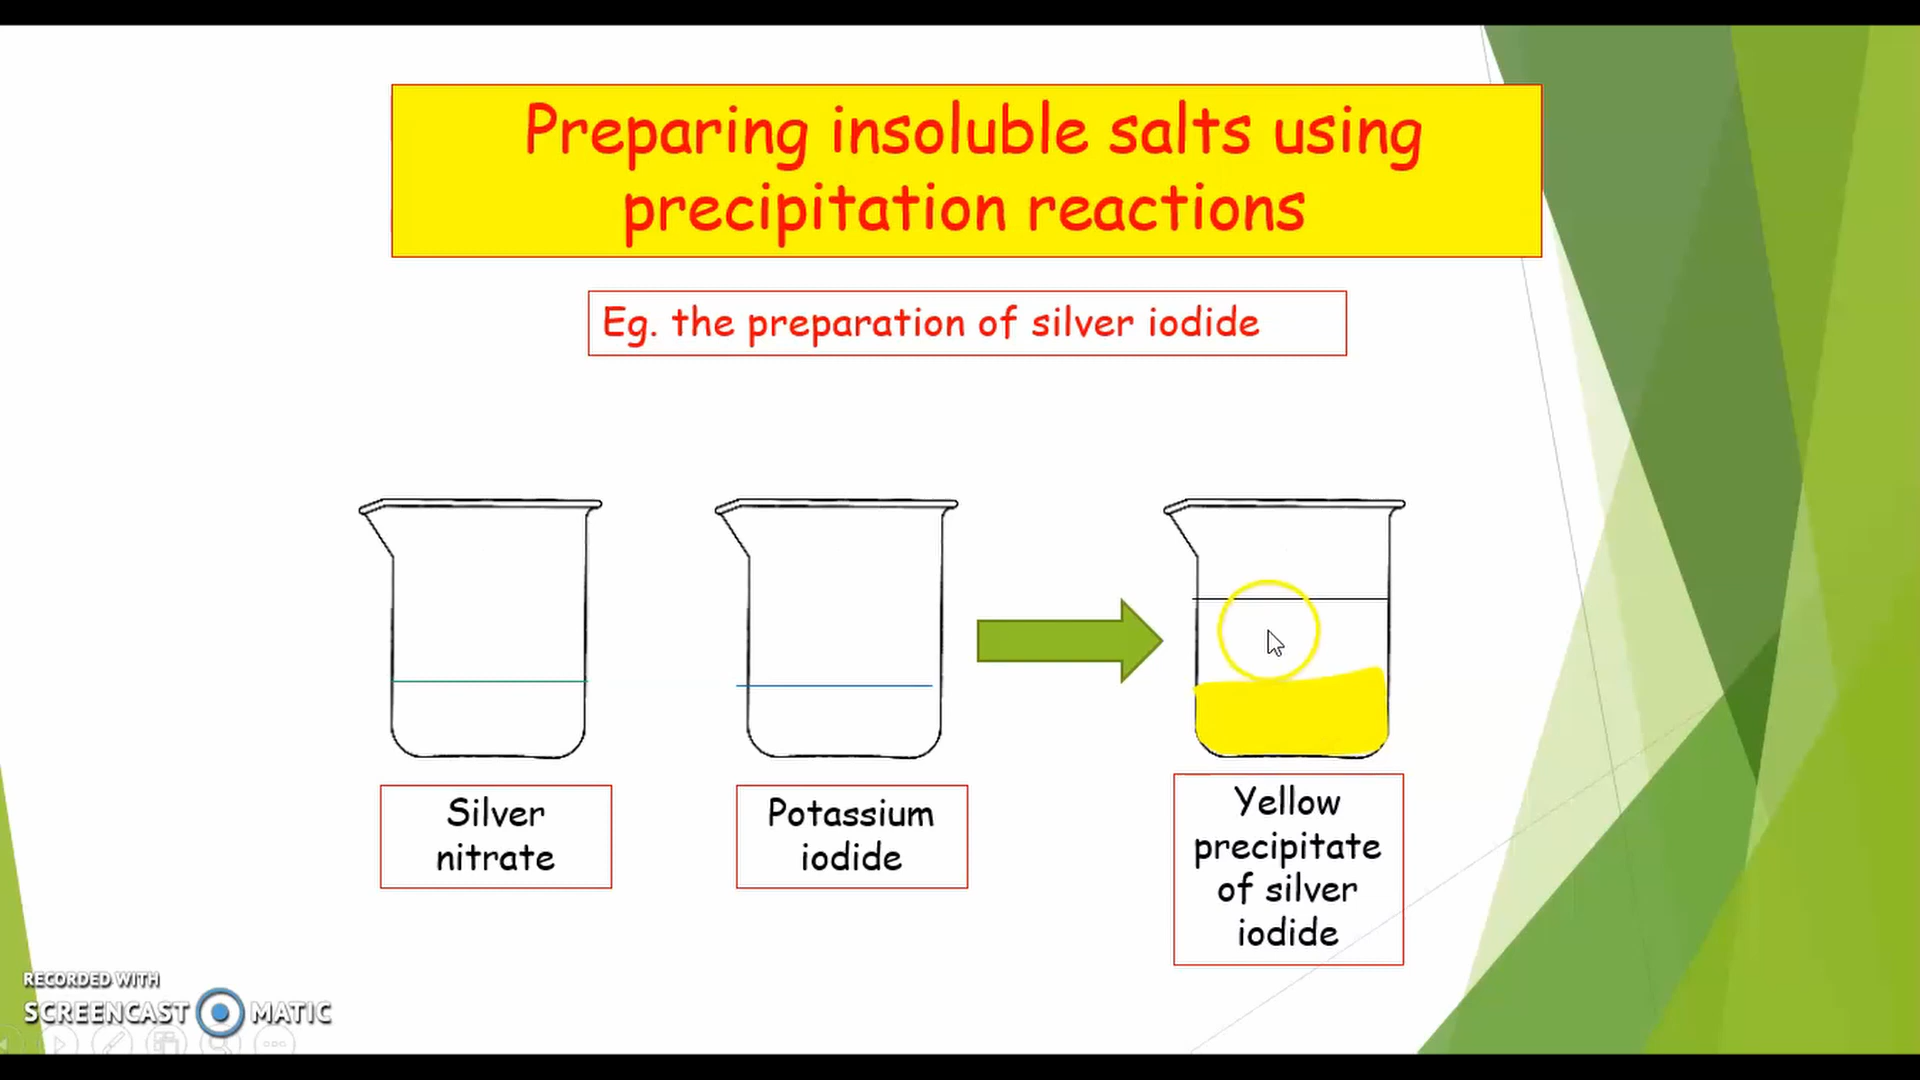 Preparing insoluble salts using
precipitation reactions
Eg. the preparation of silver iodide
Silver
nitrate
Potassium
iodide
Yellow
precipitate
of silver
iodide
RECORDED WITH
SCREENCAST MATIC